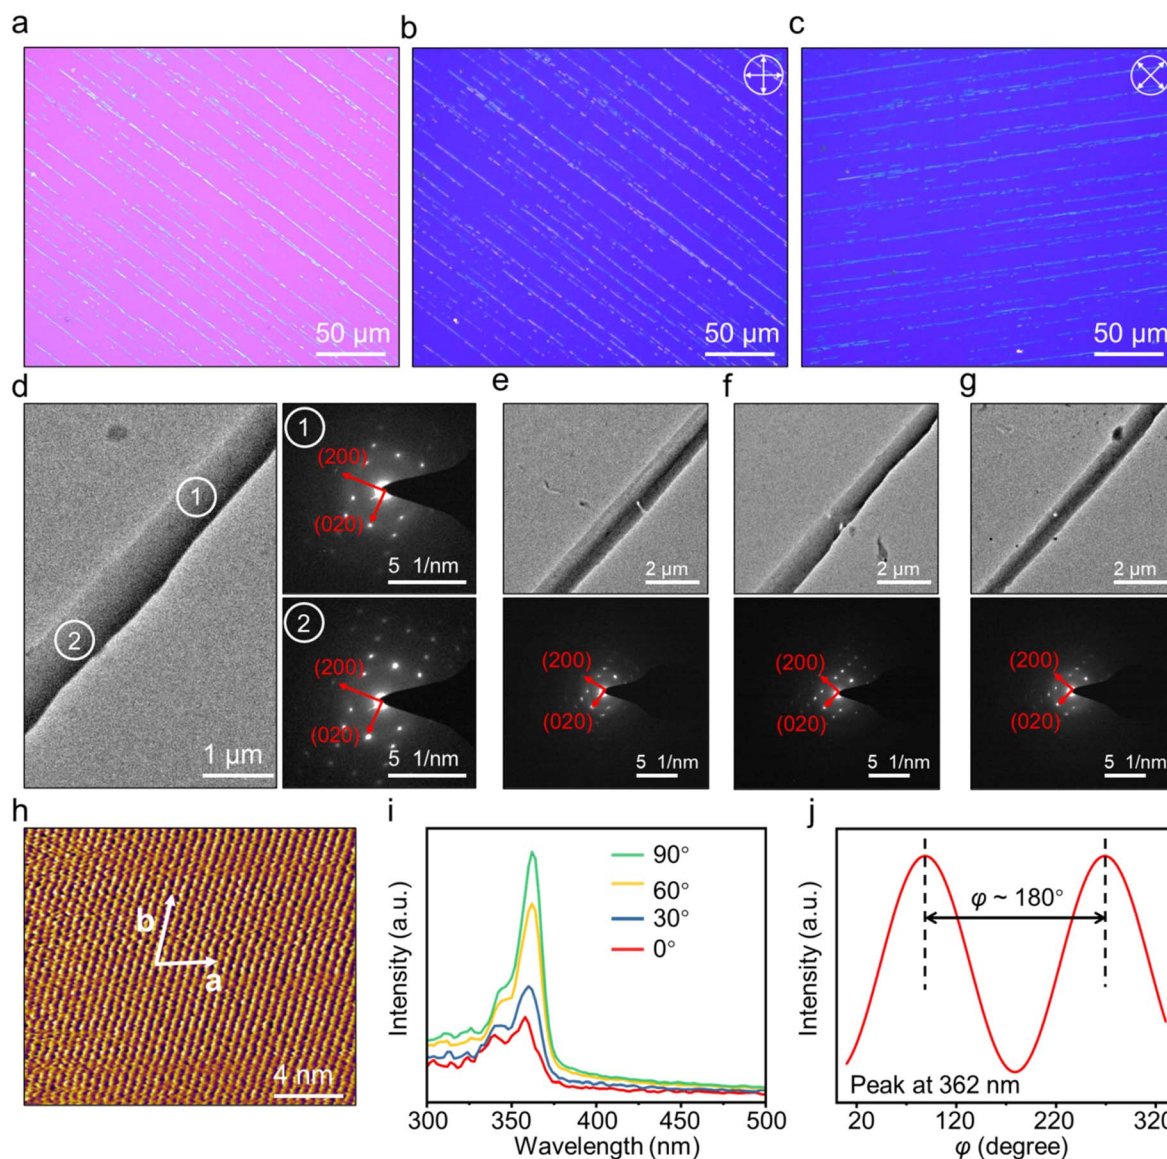 a
b
c
50 µm
50 µm
50 µm
d
e
f
g
1
2
1 µm
1
(200)
(020)
5 1/nm
2
(200)
(020)
5 1/nm
2 µm
2 µm
2 µm
(200)
(020)
5 1/nm
(200)
(020)
5 1/nm
(200)
(020)
5 1/nm
h
b
a
4 nm
i
Intensity (a.u.)
90°
60°
30°
0°
300 350 400 450 500
Wavelength (nm)
j
Intensity (a.u.)
φ ~ 180°
Peak at 362 nm
20 120 220 320
φ (degree)